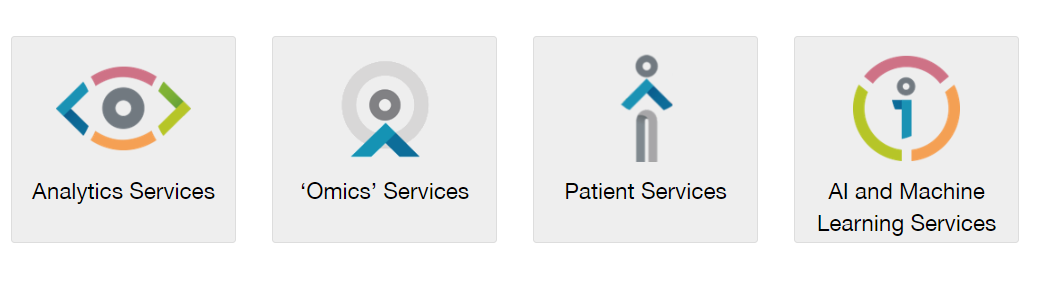 Analytics Services
‘Omics’ Services
Patient Services
AI and Machine
Learning Services